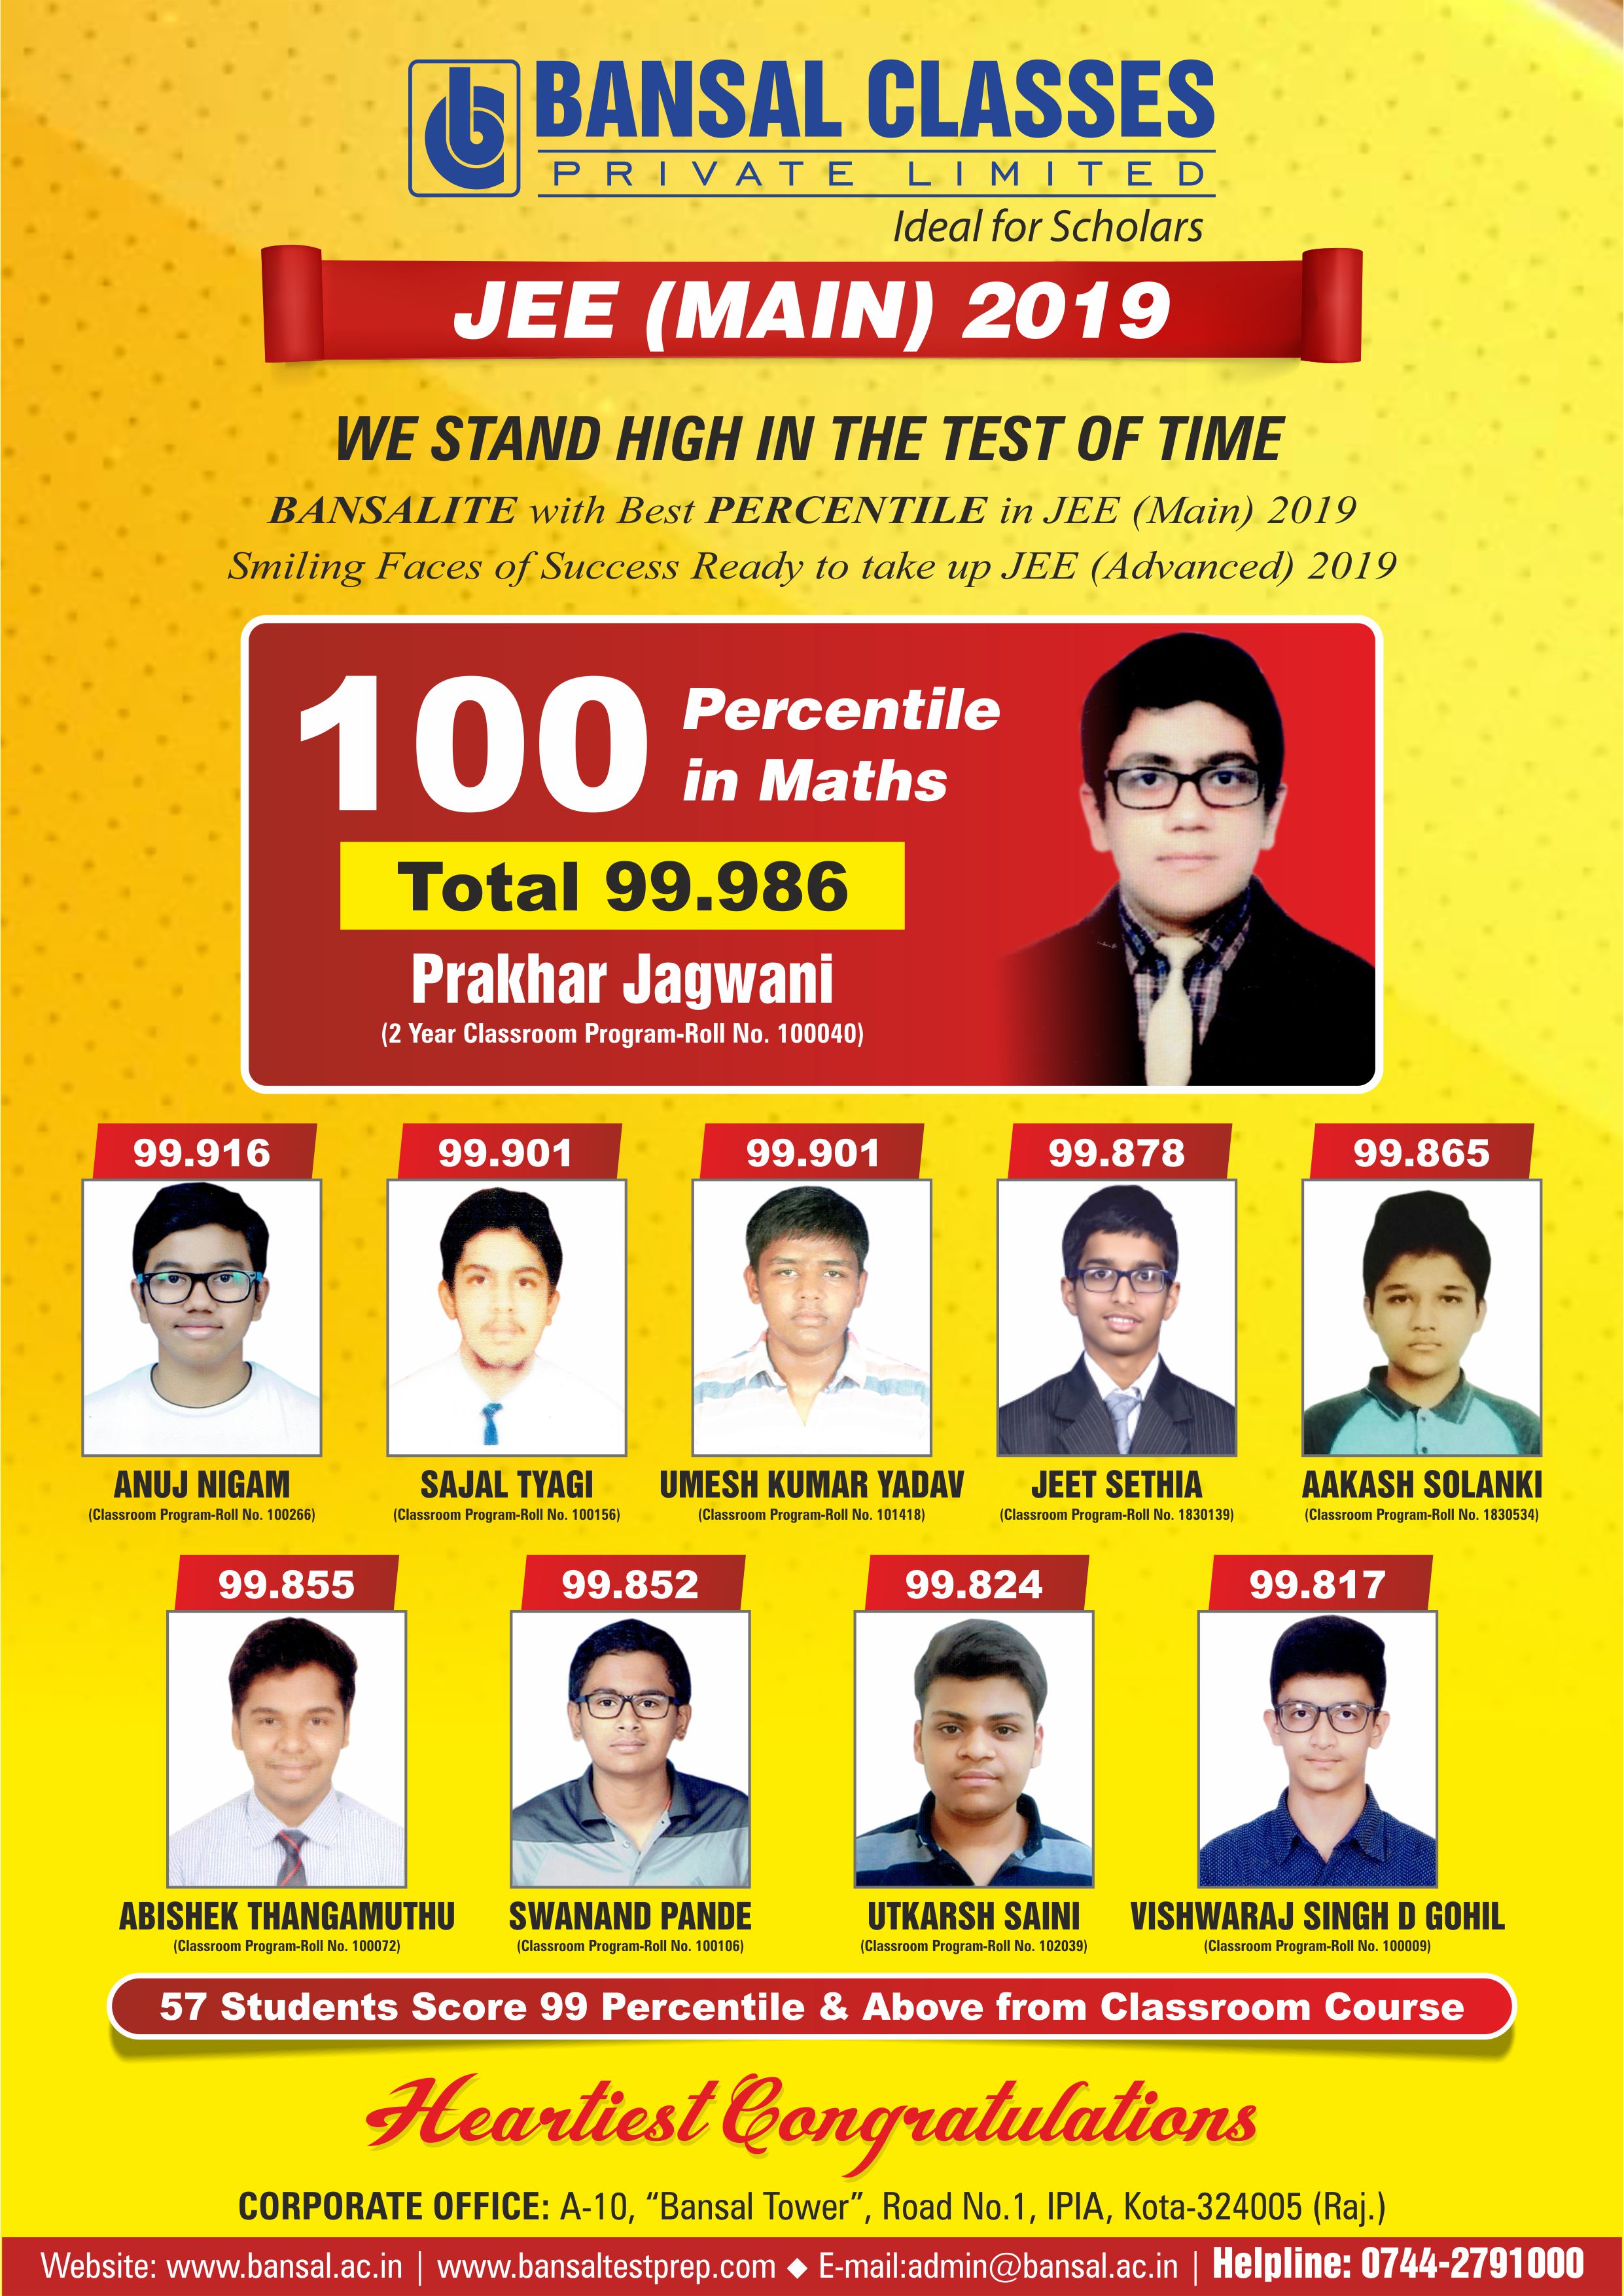 BANSAL CLASSES
PRIVATE LIMITED
Ideal for Scholars
JEE (MAIN) 2019
WE STAND HIGH IN THE TEST OF TIME
BANSALITE with Best PERCENTILE in JEE (Main) 2019
Smiling Faces of Success Ready to take up JEE (Advanced) 2019
100 Percentile
in Maths
Total 99.986
Prakhar Jagwani
(2 Year Classroom Program-Roll No. 100040)
99.916 99.901 99.901 99.878 99.865
ANUJ NIGAM SAJAL TYAGI UMESH KUMAR YADAV JEET SETHIA AAKASH SOLANKI
(Classroom Program-Roll No. 100266) (Classroom Program-Roll No. 100156) (Classroom Program-Roll No. 101418) (Classroom Program-Roll No. 1830139) (Classroom Program-Roll No. 1830534)
99.855 99.852 99.824 99.817
ABISHEK THANGAMUTHU SWANAND PANDE UTKARSH SAINI VISHWARAJ SINGH D GOHIL
(Classroom Program-Roll No. 100072) (Classroom Program-Roll No. 100106) (Classroom Program-Roll No. 102039) (Classroom Program-Roll No. 100009)
57 Students Score 99 Percentile & Above from Classroom Course
Heartiest Congratulations
CORPORATE OFFICE: A-10, “Bansal Tower”, Road No.1, IPIA, Kota-324005 (Raj.)
Website: www.bansal.ac.in | www.bansaltestprep.com ◆ E-mail:admin@bansal.ac.in | Helpline: 0744-2791000